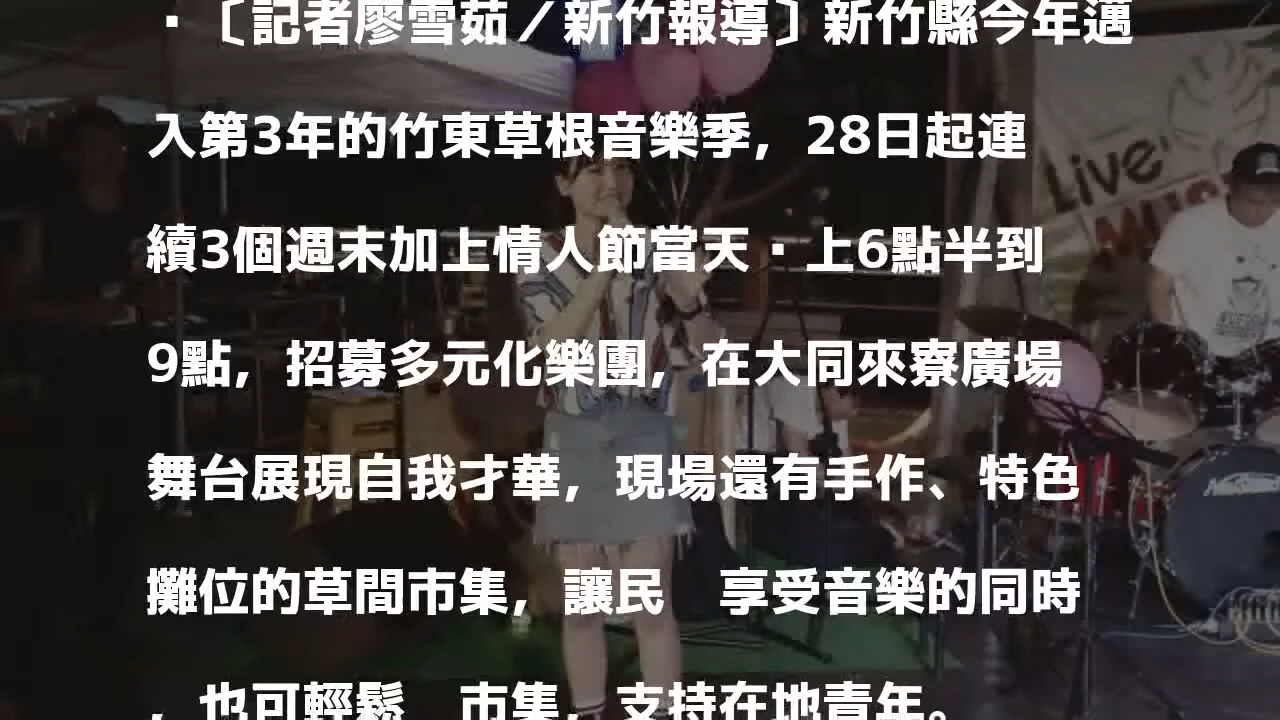 ·〔記者廖雪茹／新竹報導〕新竹縣今年邁
入第3年的竹東草根音樂季，28日起連
續3個週末加上情人節當天·上6點半到
9點，招募多元化樂團，在大同來寮廣場
舞台展現自我才華，現場還有手作、特色
攤位的草間市集，讓民　享受音樂的同時
，也可輕鬆　市集，支持在地青年。
Live
MUS